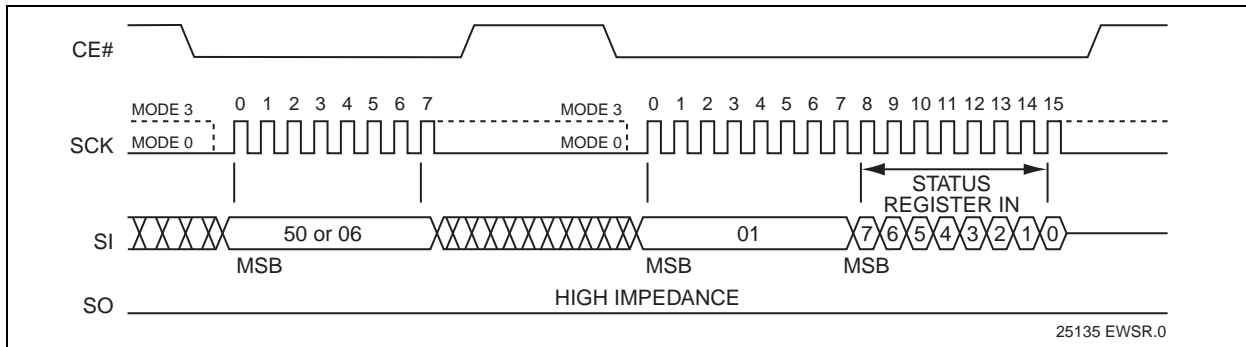 CE#
MODE 3 0 1 2 3 4 5 6 7 MODE 3 0 1 2 3 4 5 6 7 8 9 10 11 12 13 14 15
SCK MODE 0 MODE 0
STATUS
REGISTER IN
SI 50 or 06 01 7 6 5 4 3 2 1 0
MSB MSB MSB
HIGH IMPEDANCE
SO
25135 EWSR.0